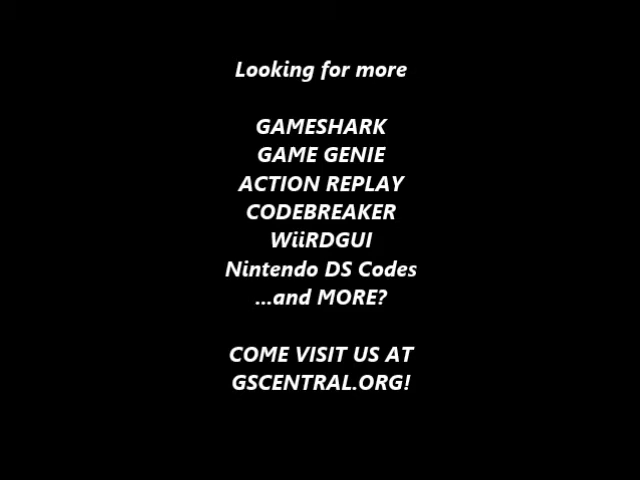 Looking for more
GAMESHARK
GAME GENIE
ACTION REPLAY
CODEBREAKER
WiiRDGUI
Nintendo DS Codes
...and MORE?
COME VISIT US AT
GSCENTRAL.ORG!